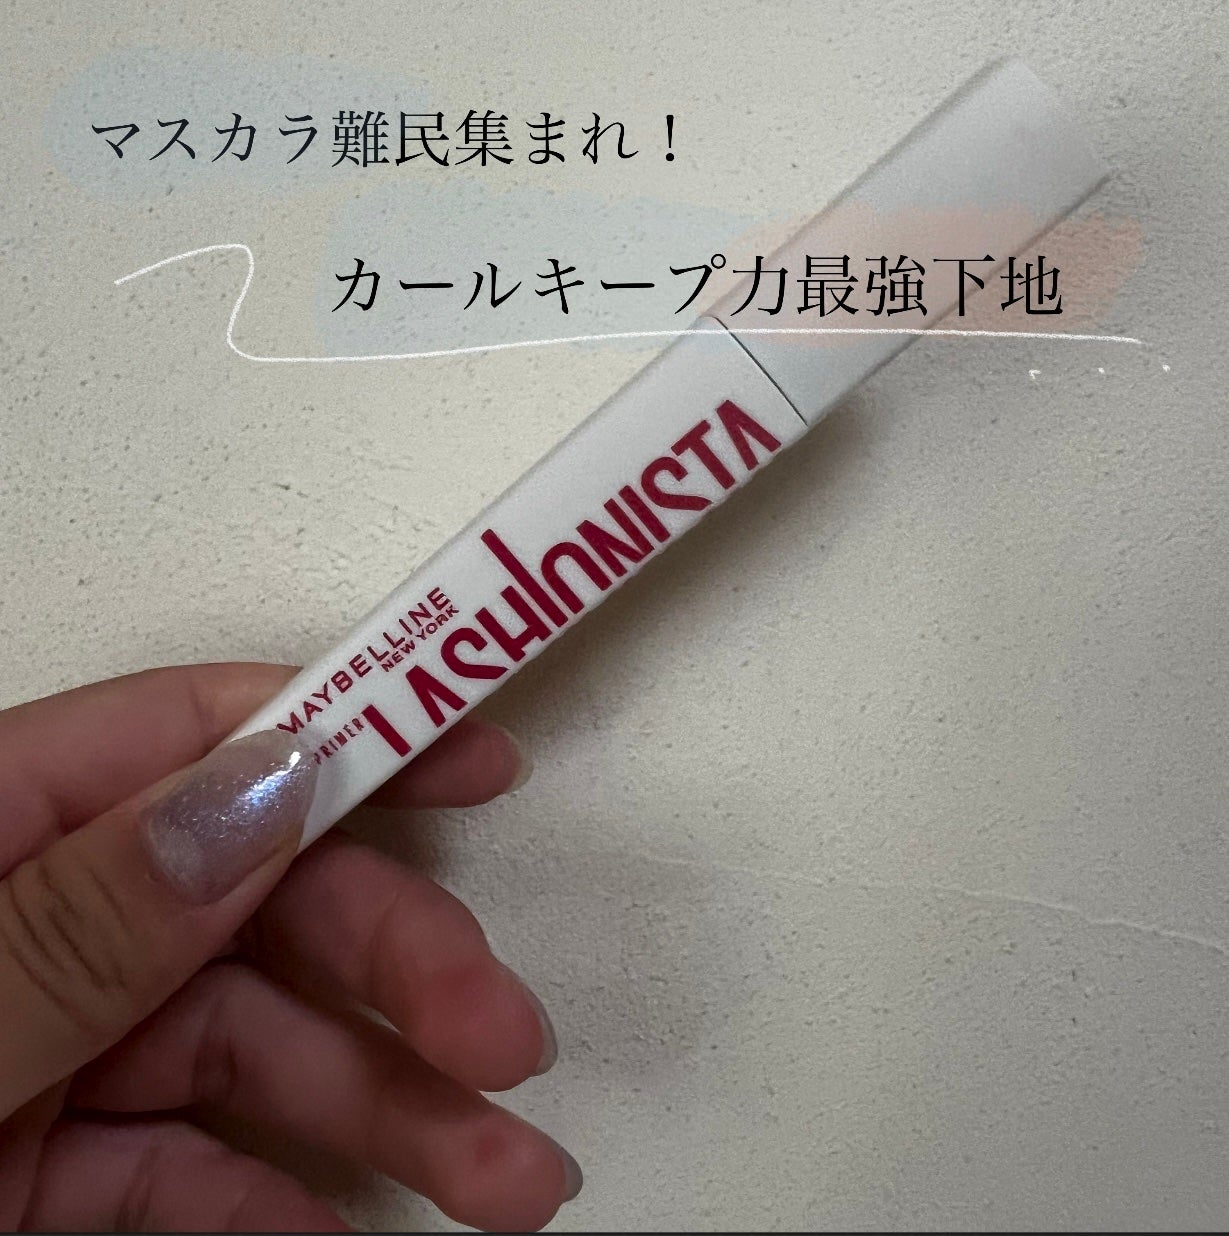 マスカラ難民集まれ！
カールキープ力最強下地
MAYBELLINE
NEW YORK
PRIMER
LASHIONISTA